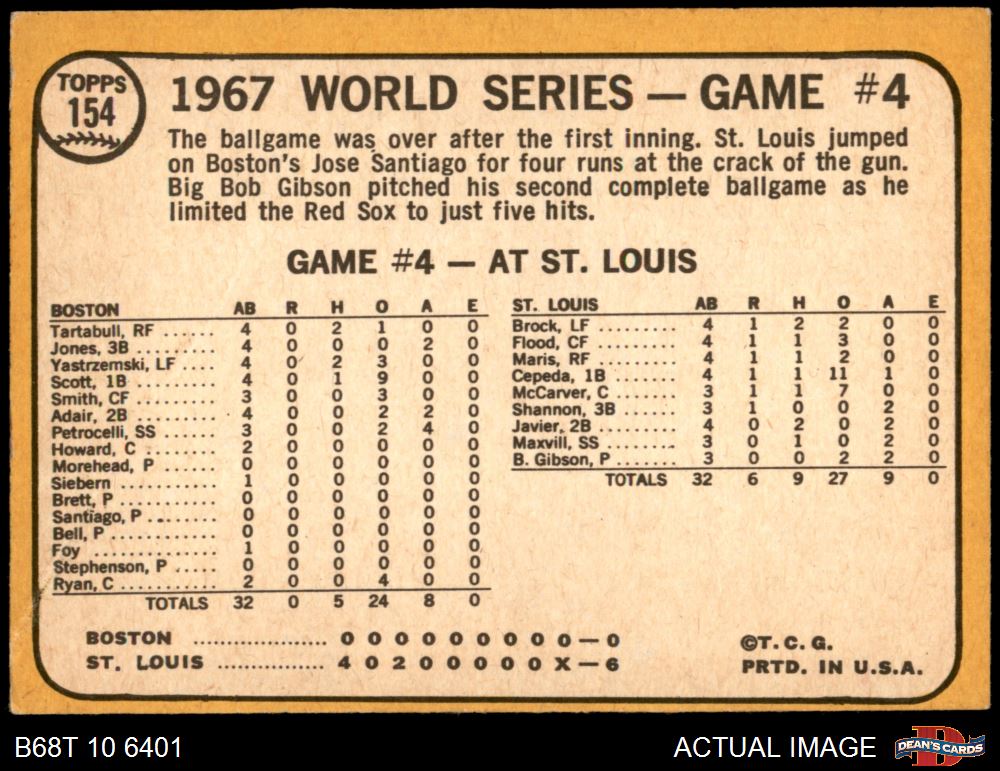 TOPPS
154
1967 WORLD SERIES — GAME #4
The ballgame was over after the first inning. St. Louis jumped
on Boston's Jose Santiago for four runs at the crack of the gun.
Big Bob Gibson pitched his second complete ballgame as he
limited the Red Sox to just five hits.
GAME #4 — AT ST. LOUIS
BOSTON AB R H O A E
Tartabull, RF ...... 4 0 2 1 0 0
Jones, 3B ......... 4 0 0 0 2 0
Yastrzemski, LF .... 4 0 2 3 0 0
Scott, 1B .......... 4 0 1 9 0 0
Smith, CF .......... 3 0 0 3 0 0
Adair, 2B .......... 4 0 0 2 2 0
Petrocelli, SS ...... 3 0 0 2 4 0
Howard, C ......... 2 0 0 0 0 0
Morehead, P ....... 0 0 0 0 0 0
Siebern ............ 1 0 0 0 0 0
Brett, P ............ 0 0 0 0 0 0
Santiago, P ........ 0 0 0 0 0 0
Bell, P ............. 0 0 0 0 0 0
Foy ............... 1 0 0 0 0 0
Stephenson, P ..... 0 0 0 0 0 0
Ryan, C ........... 2 0 0 4 0 0
TOTALS 32 0 5 24 8 0
ST. LOUIS AB R H O A E
Brock, LF ......... 4 1 2 2 0 0
Flood, CF ......... 4 1 1 3 0 0
Maris, RF ......... 4 1 1 2 0 0
Cepeda, 1B ....... 4 1 1 11 1 0
McCarver, C ...... 3 1 1 7 0 0
Shannon, 3B ...... 3 1 0 0 2 0
Javier, 2B ........ 4 0 2 0 2 0
Maxvill, SS ....... 3 0 1 0 2 0
B. Gibson, P ....... 3 0 0 2 2 0
TOTALS 32 6 9 27 9 0
BOSTON .................... 0 0 0 0 0 0 0 0 0—0
ST. LOUIS ................ 4 0 2 0 0 0 0 0 X—6
©T.C.G.
PRTD. IN U.S.A.
B68T 10 6401
ACTUAL IMAGE
DEAN'S CARDS